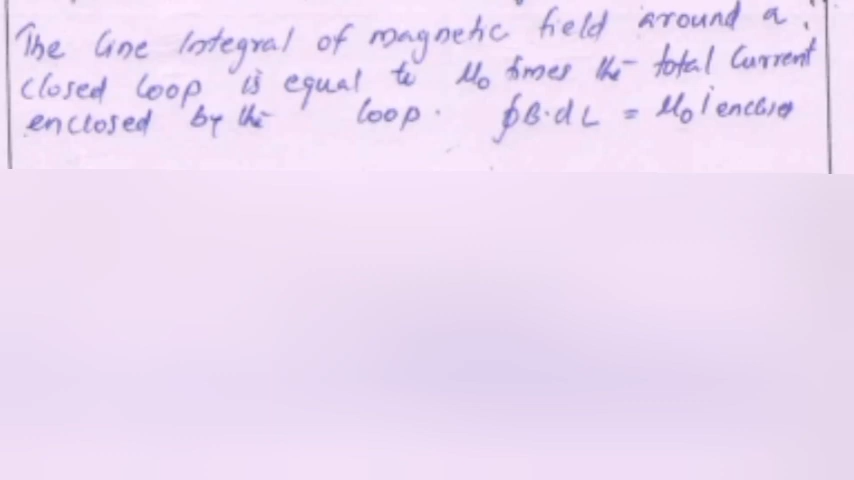 The line Integral of magnetic field around a
closed loop is equal to μ₀ times the total Current
enclosed by the loop. ∮B·dL = μ₀ i enclosed